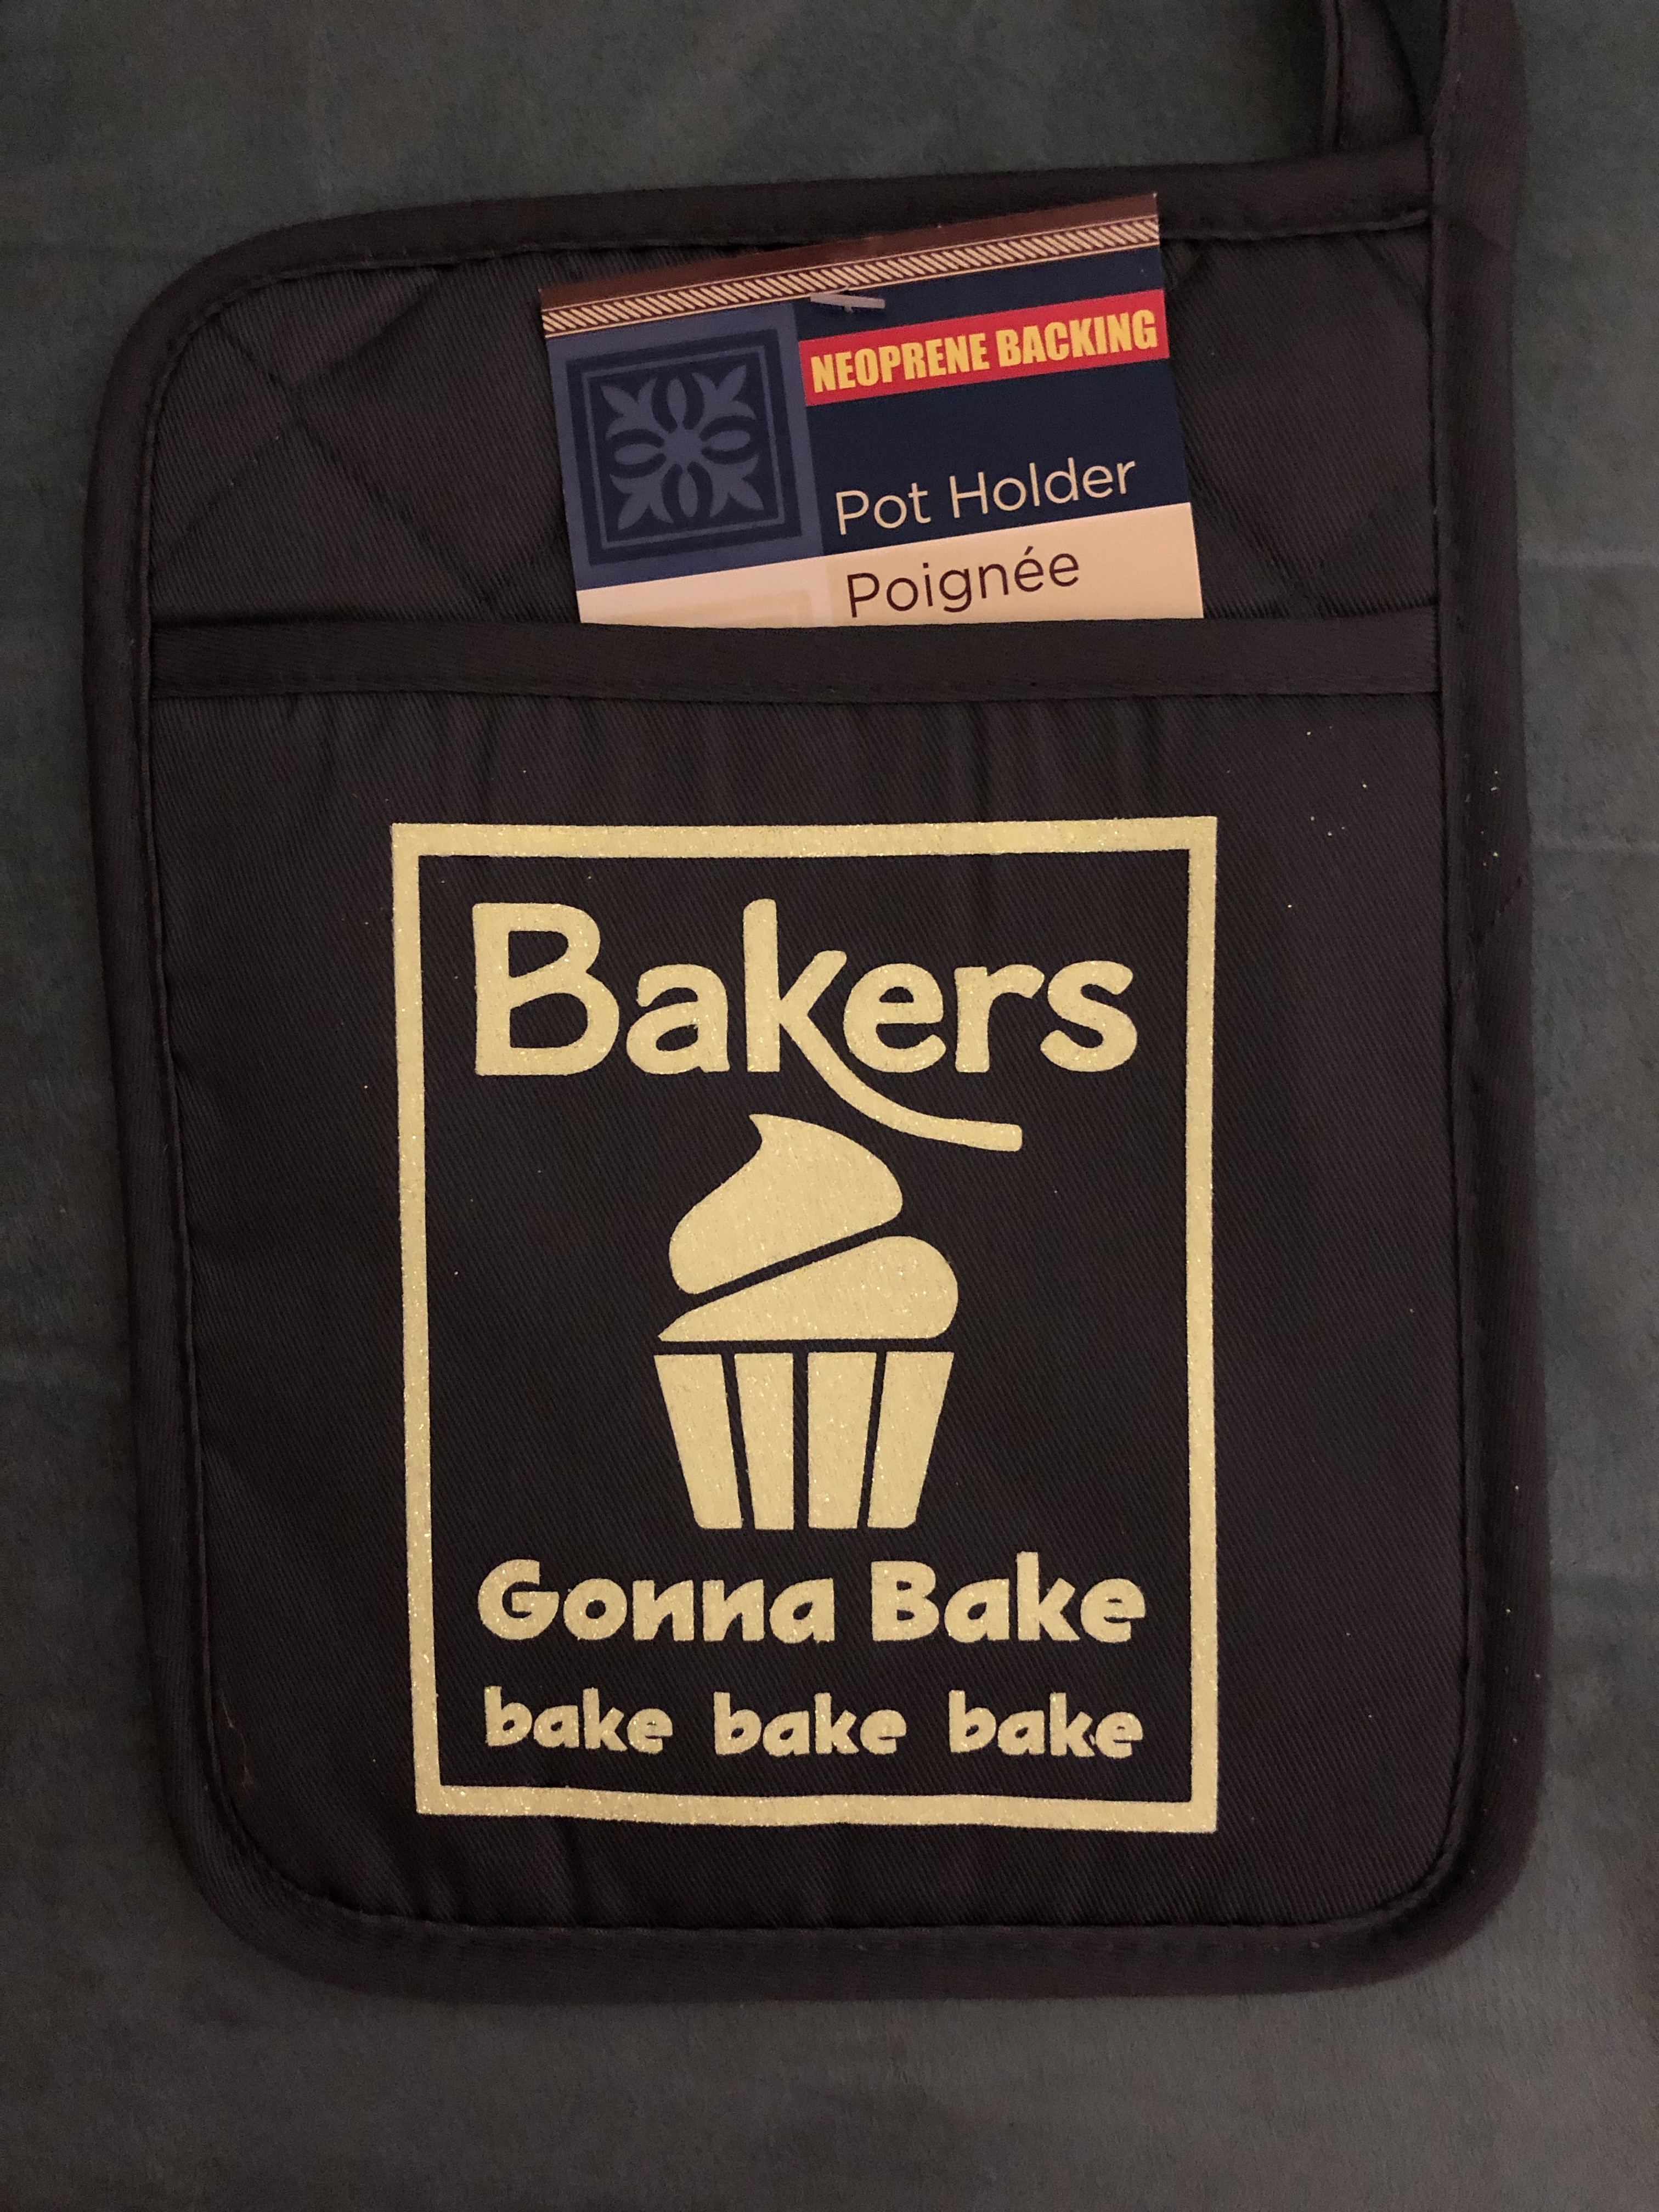 NEOPRENE BACKING
Pot Holder
Poignée
Bakers
Gonna Bake
bake bake bake